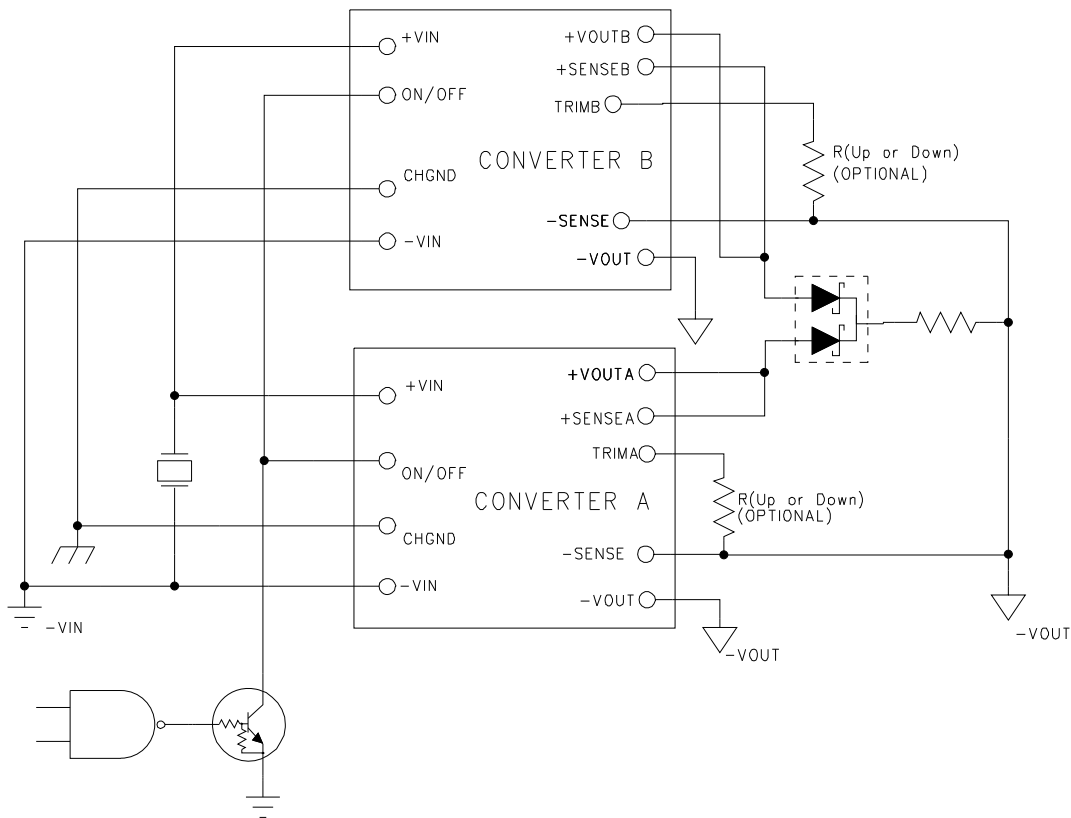 +VIN
ON/OFF
CHGND
-VIN
CONVERTER B
+VOUTB
+SENSEB
TRIMB
-SENSE
-VOUT
R(Up or Down)
(OPTIONAL)
+VIN
ON/OFF
CHGND
-VIN
CONVERTER A
+VOUTA
+SENSEA
TRIMA
-SENSE
-VOUT
R(Up or Down)
(OPTIONAL)
-VIN
-VOUT
-VOUT